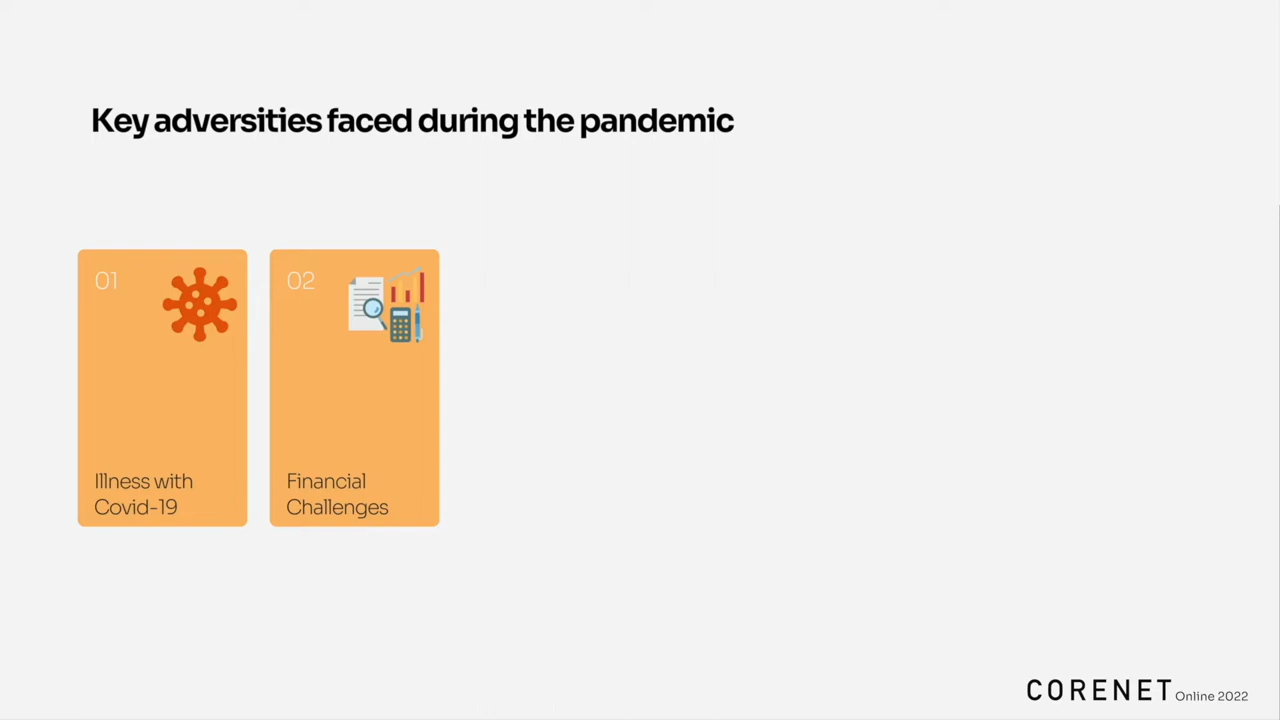 Key adversities faced during the pandemic
01
Illness with
Covid-19
02
Financial
Challenges
CORENET Online 2022